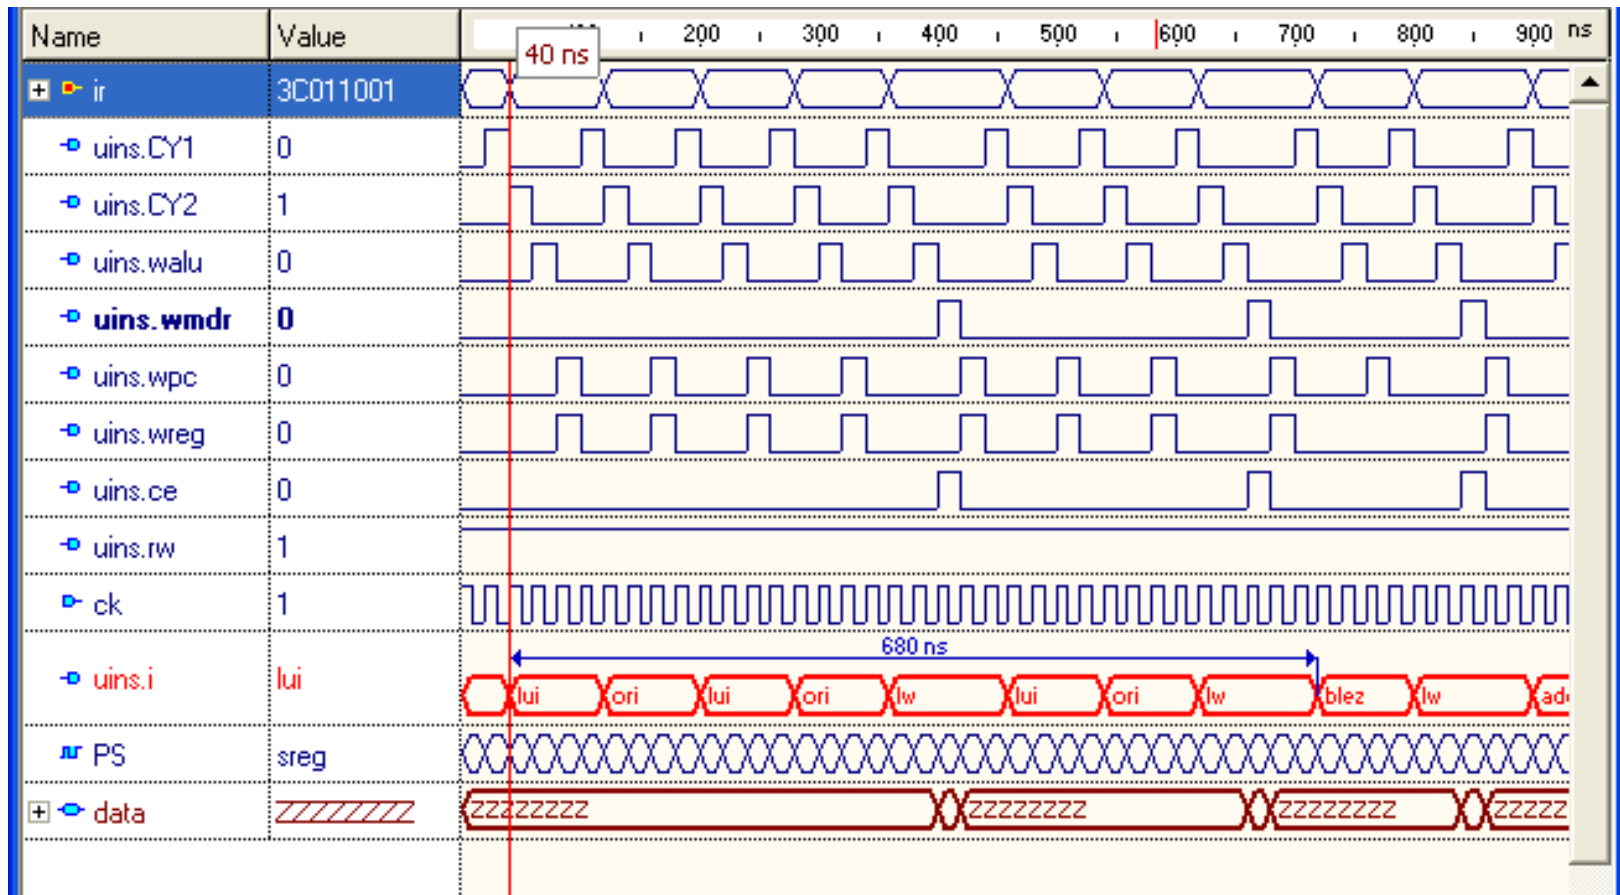 Name Value 200 300 400 500 600 700 800 900 ns
40 ns
ir 3C011001
uins.CY1 0
uins.CY2 1
uins.walu 0
uins.wmdr 0
uins.wpc 0
uins.wreg 0
uins.ce 0
uins.rw 1
ck 1
680 ns
uins.i lui lui ori lui ori lw lui ori lw blez lw
PS sreg
data ZZZZZZZZ ZZZZZZZZ ZZZZZZZZ ZZZZZZZZ ZZZZZ